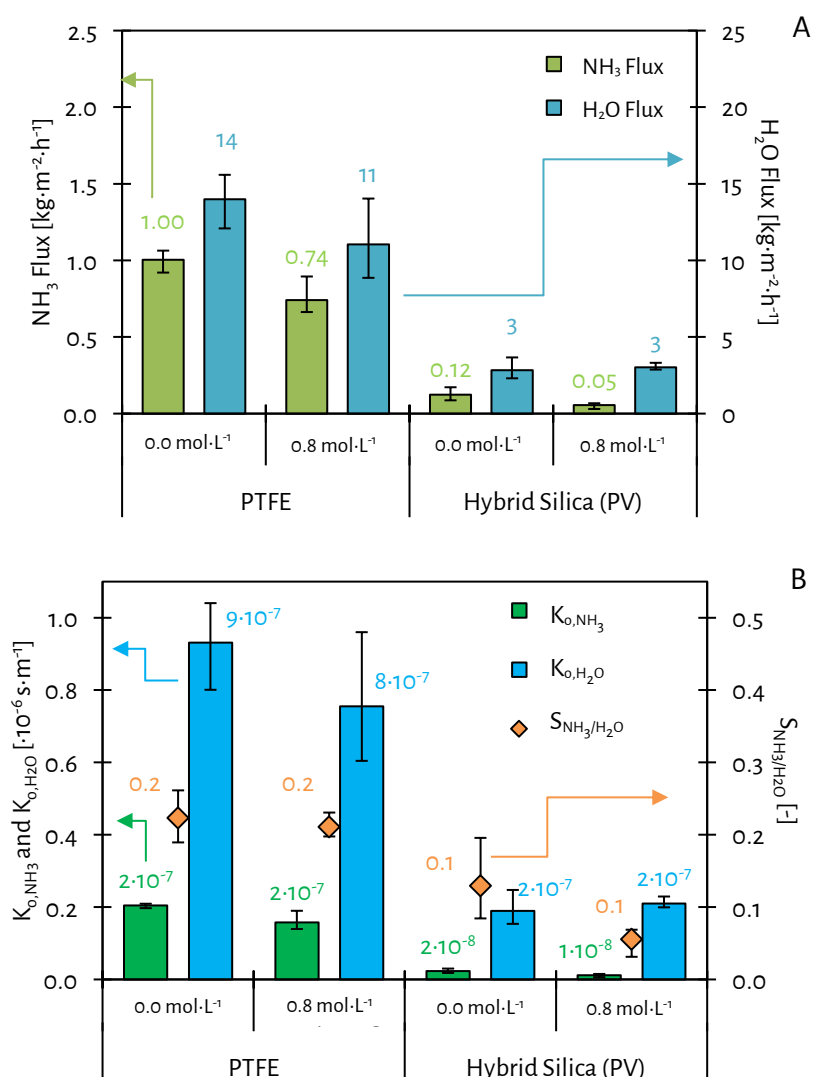 A
2.5
2.0
1.5
1.0
0.5
0.0
NH₃ Flux [kg·m⁻²·h⁻¹]
25
20
15
10
5
0
H₂O Flux [kg·m⁻²·h⁻¹]
NH₃ Flux
H₂O Flux
1.00
14
0.74
11
0.12
3
0.05
3
0.0 mol·L⁻¹
0.8 mol·L⁻¹
0.0 mol·L⁻¹
0.8 mol·L⁻¹
PTFE
Hybrid Silica (PV)
B
1.0
0.8
0.6
0.4
0.2
0.0
K₀,NH₃ and K₀,H₂O [·10⁻⁶ s·m⁻¹]
0.5
0.4
0.3
0.2
0.1
0.0
S NH₃/H₂O [-]
K₀,NH₃
K₀,H₂O
S NH₃/H₂O
9·10⁻⁷
8·10⁻⁷
0.2
0.2
2·10⁻⁷
2·10⁻⁷
0.1
2·10⁻⁷
2·10⁻⁷
0.1
2·10⁻⁸
1·10⁻⁸
0.0 mol·L⁻¹
0.8 mol·L⁻¹
0.0 mol·L⁻¹
0.8 mol·L⁻¹
PTFE
Hybrid Silica (PV)